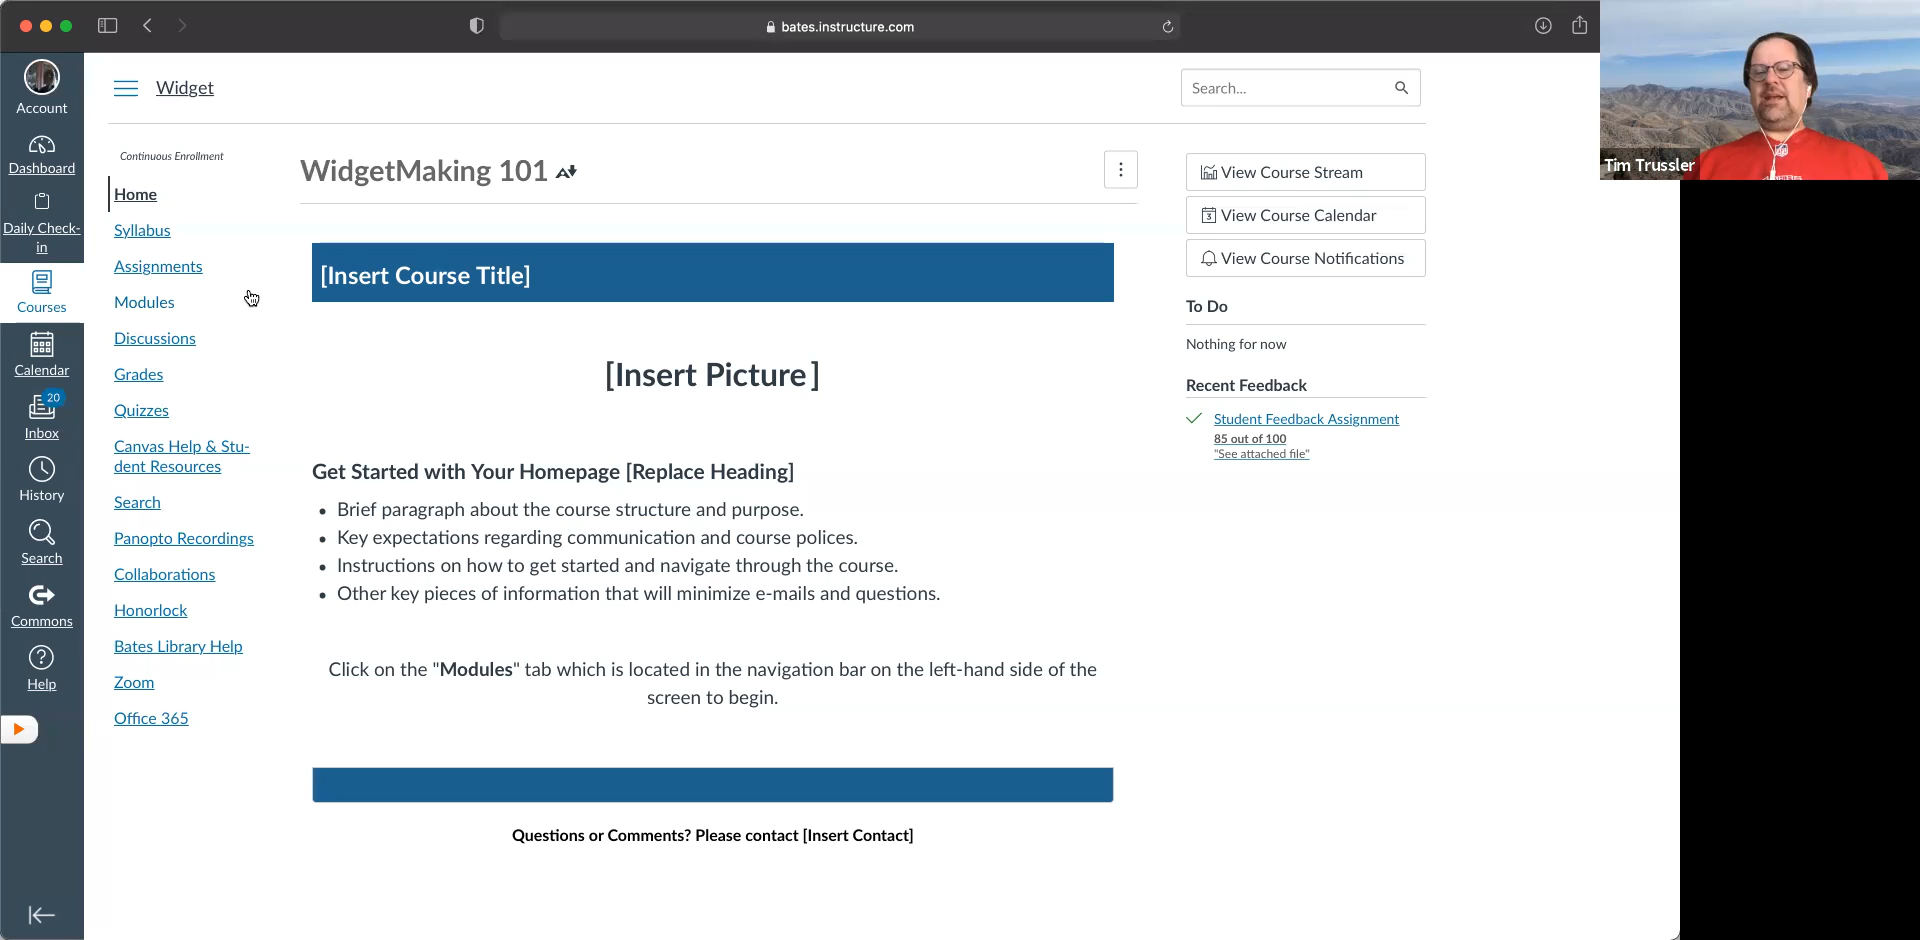 bates.instructure.com
Tim Trussler
Account
Dashboard
Daily Check-
in
Courses
Calendar
20
Inbox
History
Search
Commons
Help
Widget
Search...
Continuous Enrollment
Home
Syllabus
Assignments
Modules
Discussions
Grades
Quizzes
Canvas Help & Stu-
dent Resources
Search
Panopto Recordings
Collaborations
Honorlock
Bates Library Help
Zoom
Office 365
WidgetMaking 101
[Insert Course Title]
[Insert Picture]
Get Started with Your Homepage [Replace Heading]
• Brief paragraph about the course structure and purpose.
• Key expectations regarding communication and course polices.
• Instructions on how to get started and navigate through the course.
• Other key pieces of information that will minimize e-mails and questions.
Click on the "Modules" tab which is located in the navigation bar on the left-hand side of the
screen to begin.
Questions or Comments? Please contact [Insert Contact]
View Course Stream
3 View Course Calendar
View Course Notifications
To Do
Nothing for now
Recent Feedback
Student Feedback Assignment
85 out of 100
"See attached file"